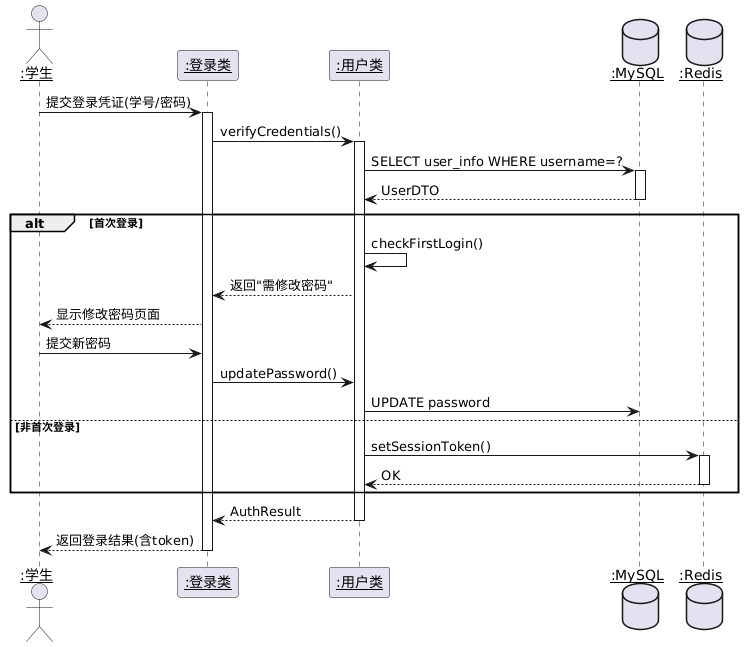 :学生
:登录类
:用户类
:MySQL
:Redis
提交登录凭证(学号/密码)
verifyCredentials()
SELECT user_info WHERE username=?
UserDTO
alt
[首次登录]
checkFirstLogin()
返回"需修改密码"
显示修改密码页面
提交新密码
updatePassword()
UPDATE password
[非首次登录]
setSessionToken()
OK
AuthResult
返回登录结果(含token)
:学生
:登录类
:用户类
:MySQL
:Redis